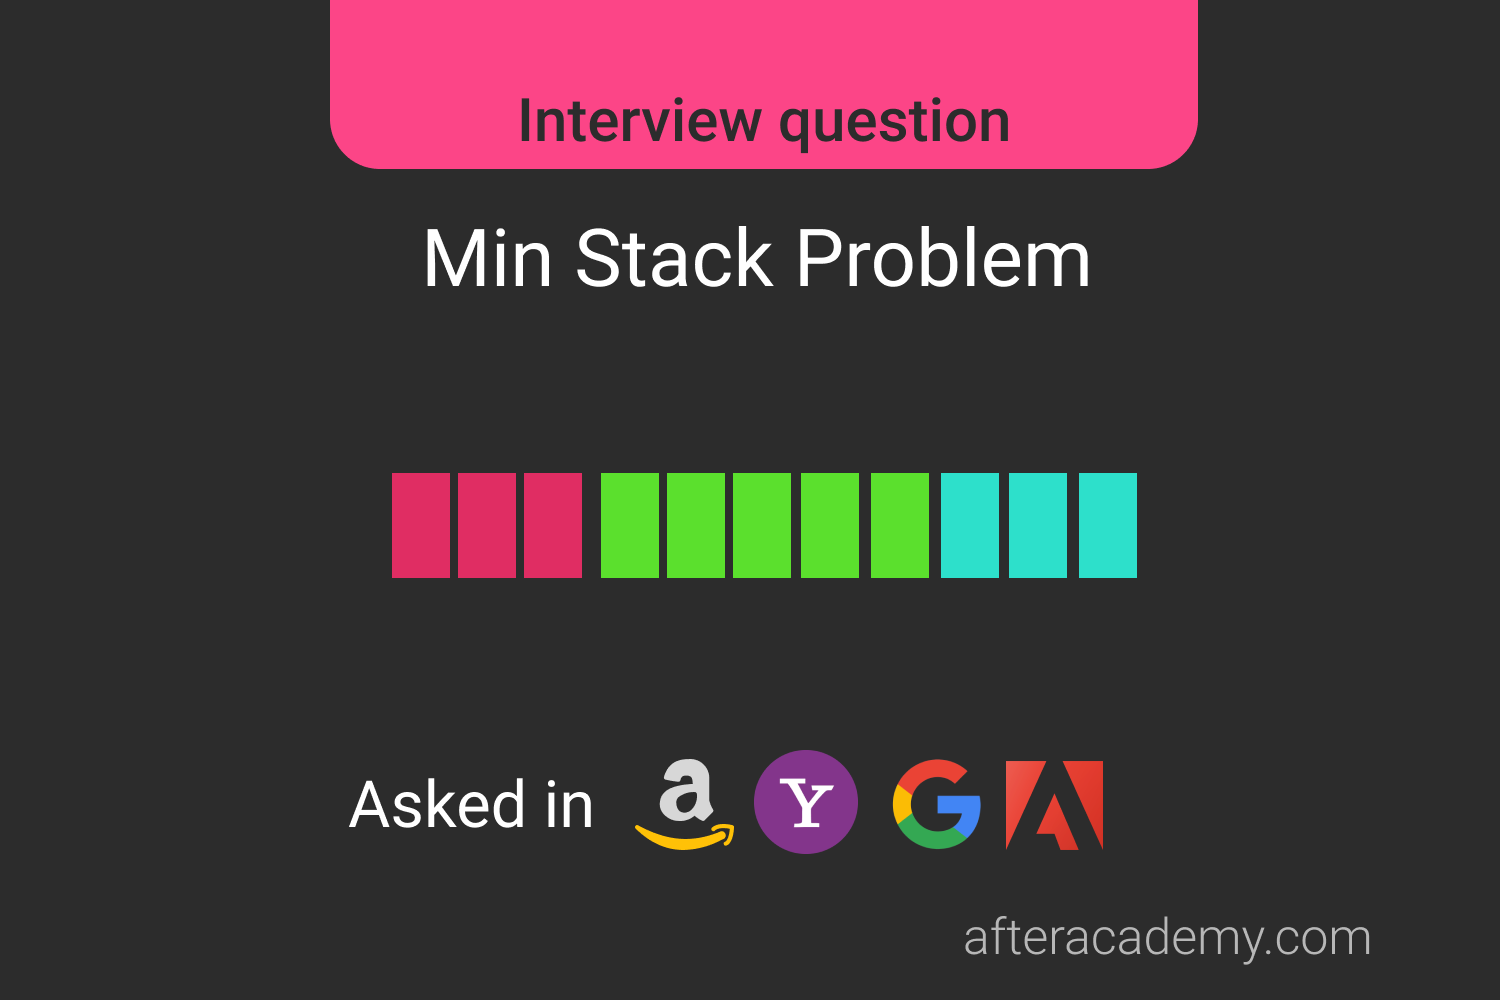 Interview question
Min Stack Problem
Asked in a Y G
afteracademy.com